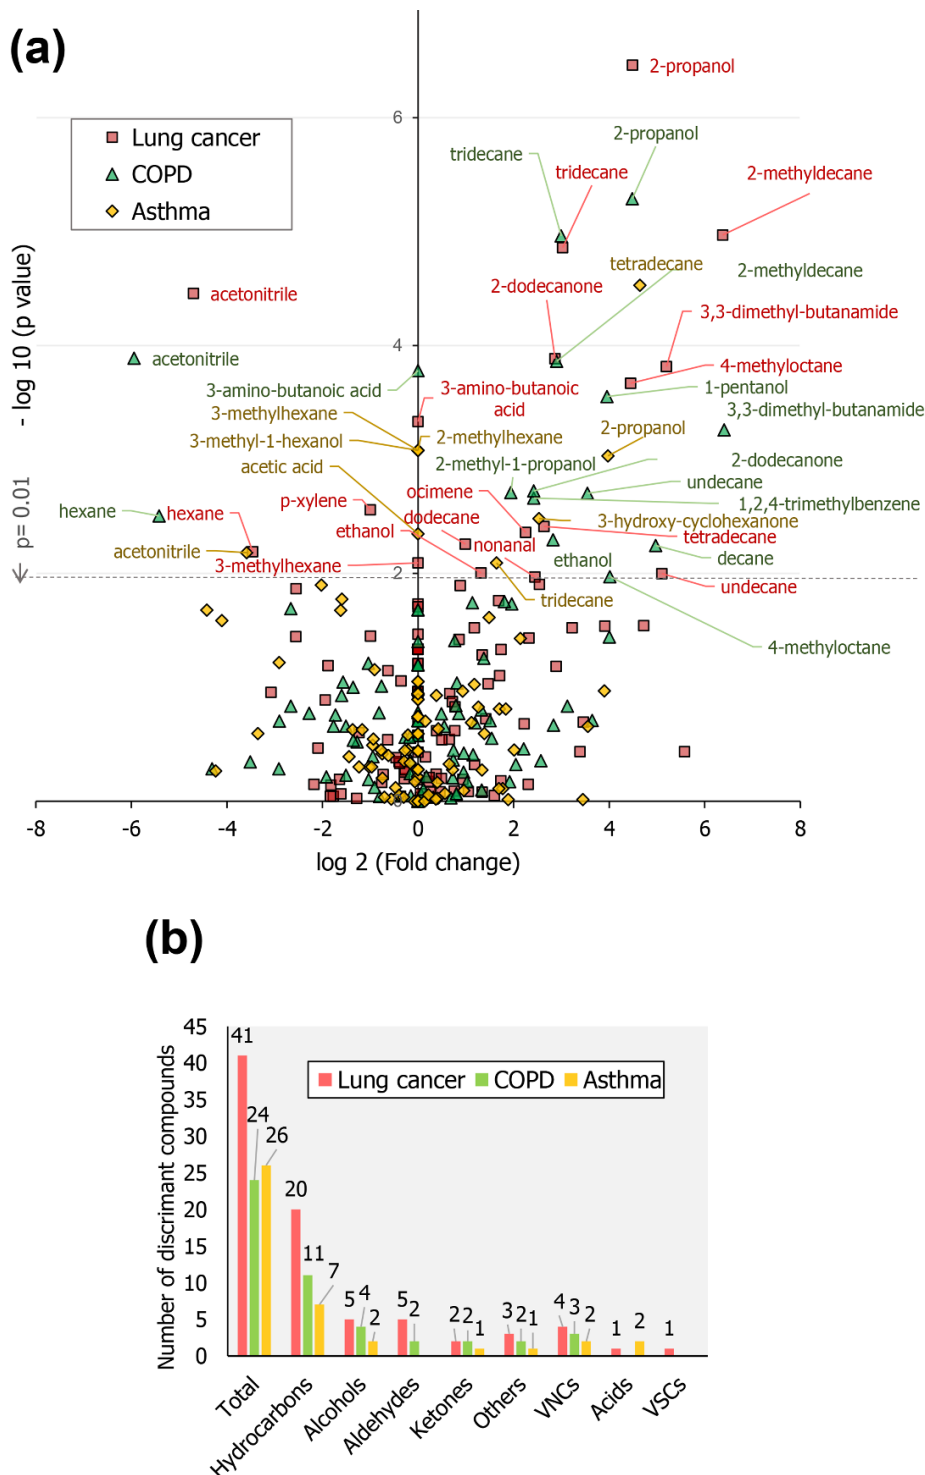 (a)
2-propanol
6
Lung cancer
COPD
Asthma
2-propanol
tridecane
tridecane
2-methyldecane
tetradecane
2-methyldecane
2-dodecanone
acetonitrile
3,3-dimethyl-butanamide
4
acetonitrile
4-methyloctane
3-amino-butanoic acid
3-amino-butanoic
acid
1-pentanol
3-methylhexane
3,3-dimethyl-butanamide
3-methyl-1-hexanol
2-methylhexane
2-propanol
acetic acid
2-methyl-1-propanol
2-dodecanone
p-xylene
ocimene
undecane
1,2,4-trimethylbenzene
hexane
hexane
dodecane
3-hydroxy-cyclohexanone
ethanol
tetradecane
acetonitrile
nonanal
ethanol
decane
3-methylhexane
2
undecane
tridecane
4-methyloctane
- log 10 (p value)
p= 0.01
0
-8 -6 -4 -2 0 2 4 6 8
log 2 (Fold change)
(b)
Number of discrimant compounds
45
40
35
30
25
20
15
10
5
0
Lung cancer COPD Asthma
41 24 26
20 11 7
5 4 2
5 2
2 2 1
3 2 1
4 3 2
1 2
1
Total Hydrocarbons Alcohols Aldehydes Ketones Others VNCs Acids VSCs